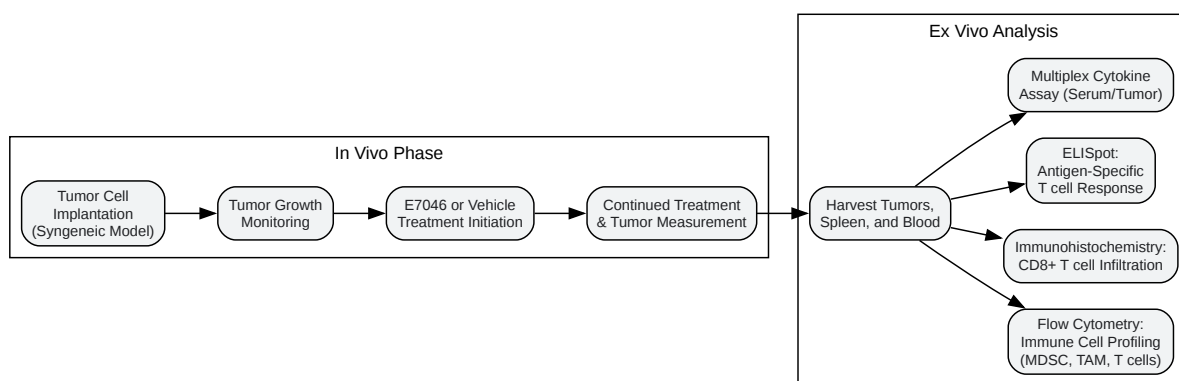 In Vivo Phase
Tumor Cell
Implantation
(Syngeneic Model)
Tumor Growth
Monitoring
E7046 or Vehicle
Treatment Initiation
Continued Treatment
& Tumor Measurement
Ex Vivo Analysis
Harvest Tumors,
Spleen, and Blood
Multiplex Cytokine
Assay (Serum/Tumor)
ELISpot:
Antigen-Specific
T cell Response
Immunohistochemistry:
CD8+ T cell Infiltration
Flow Cytometry:
Immune Cell Profiling
(MDSC, TAM, T cells)